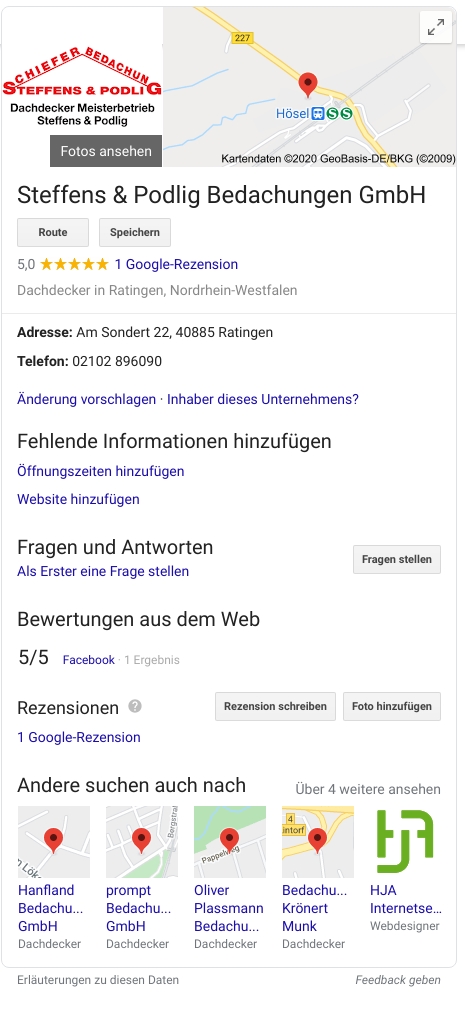 SCHIEFER BEDACHUNG
STEFFENS & PODLIG
Dachdecker Meisterbetrieb
Steffens & Podlig
Fotos ansehen
227
Hösel
S S
Kartendaten ©2020 GeoBasis-DE/BKG (©2009)
Steffens & Podlig Bedachungen GmbH
Route Speichern
5,0 ★★★★★ 1 Google-Rezension
Dachdecker in Ratingen, Nordrhein-Westfalen
Adresse: Am Sondert 22, 40885 Ratingen
Telefon: 02102 896090
Änderung vorschlagen · Inhaber dieses Unternehmens?
Fehlende Informationen hinzufügen
Öffnungszeiten hinzufügen
Website hinzufügen
Fragen und Antworten
Fragen stellen
Als Erster eine Frage stellen
Bewertungen aus dem Web
5/5 Facebook · 1 Ergebnis
Rezensionen ?
Rezension schreiben Foto hinzufügen
1 Google-Rezension
Andere suchen auch nach
Über 4 weitere ansehen
n Löke
Bergstral
Pappelweg
4
intorf
HJA
Hanfland
Bedachu...
GmbH
Dachdecker
prompt
Bedachu...
GmbH
Dachdecker
Oliver
Plassmann
Bedachu...
Dachdecker
Bedachu...
Krönert
Munk
Dachdecker
HJA
Internetse...
Webdesigner
Erläuterungen zu diesen Daten
Feedback geben